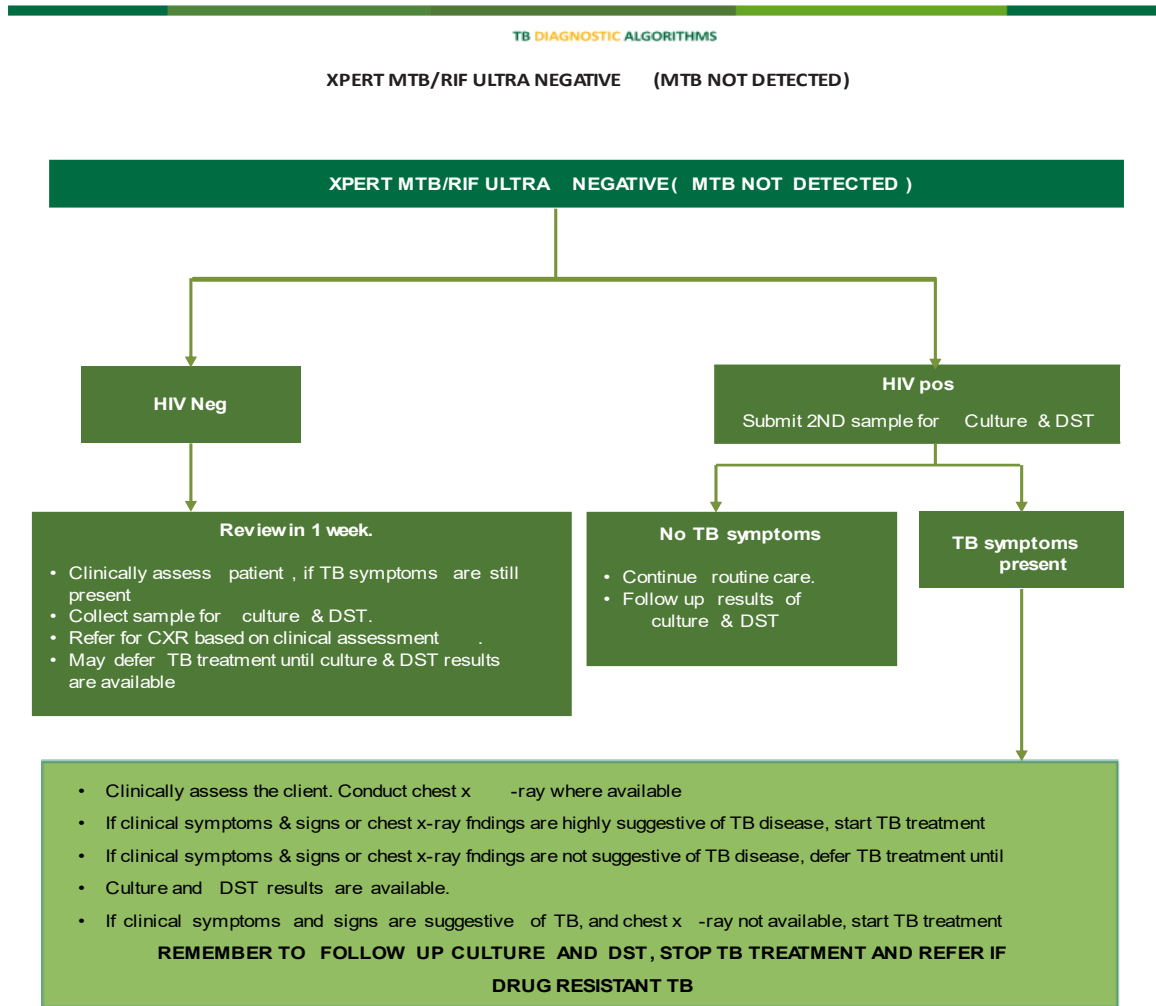 TB DIAGNOSTIC ALGORITHMS
XPERT MTB/RIF ULTRA NEGATIVE (MTB NOT DETECTED)
XPERT MTB/RIF ULTRA NEGATIVE( MTB NOT DETECTED )
HIV Neg
HIV pos
Submit 2ND sample for Culture & DST
Review in 1 week.
• Clinically assess patient , if TB symptoms are still
present
• Collect sample for culture & DST.
• Refer for CXR based on clinical assessment .
• May defer TB treatment until culture & DST results
are available
No TB symptoms
• Continue routine care.
• Follow up results of
culture & DST
TB symptoms
present
• Clinically assess the client. Conduct chest x -ray where available
• If clinical symptoms & signs or chest x-ray fndings are highly suggestive of TB disease, start TB treatment
• If clinical symptoms & signs or chest x-ray fndings are not suggestive of TB disease, defer TB treatment until
• Culture and DST results are available.
• If clinical symptoms and signs are suggestive of TB, and chest x -ray not available, start TB treatment
REMEMBER TO FOLLOW UP CULTURE AND DST, STOP TB TREATMENT AND REFER IF
DRUG RESISTANT TB